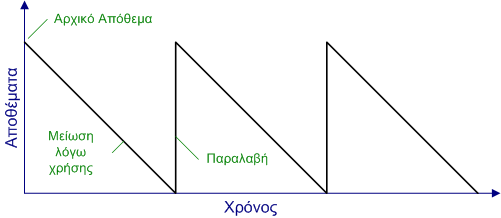 Αρχικό Απόθεμα
Αποθέματα
Μείωση
λόγω
χρήσης
Παραλαβή
Χρόνος